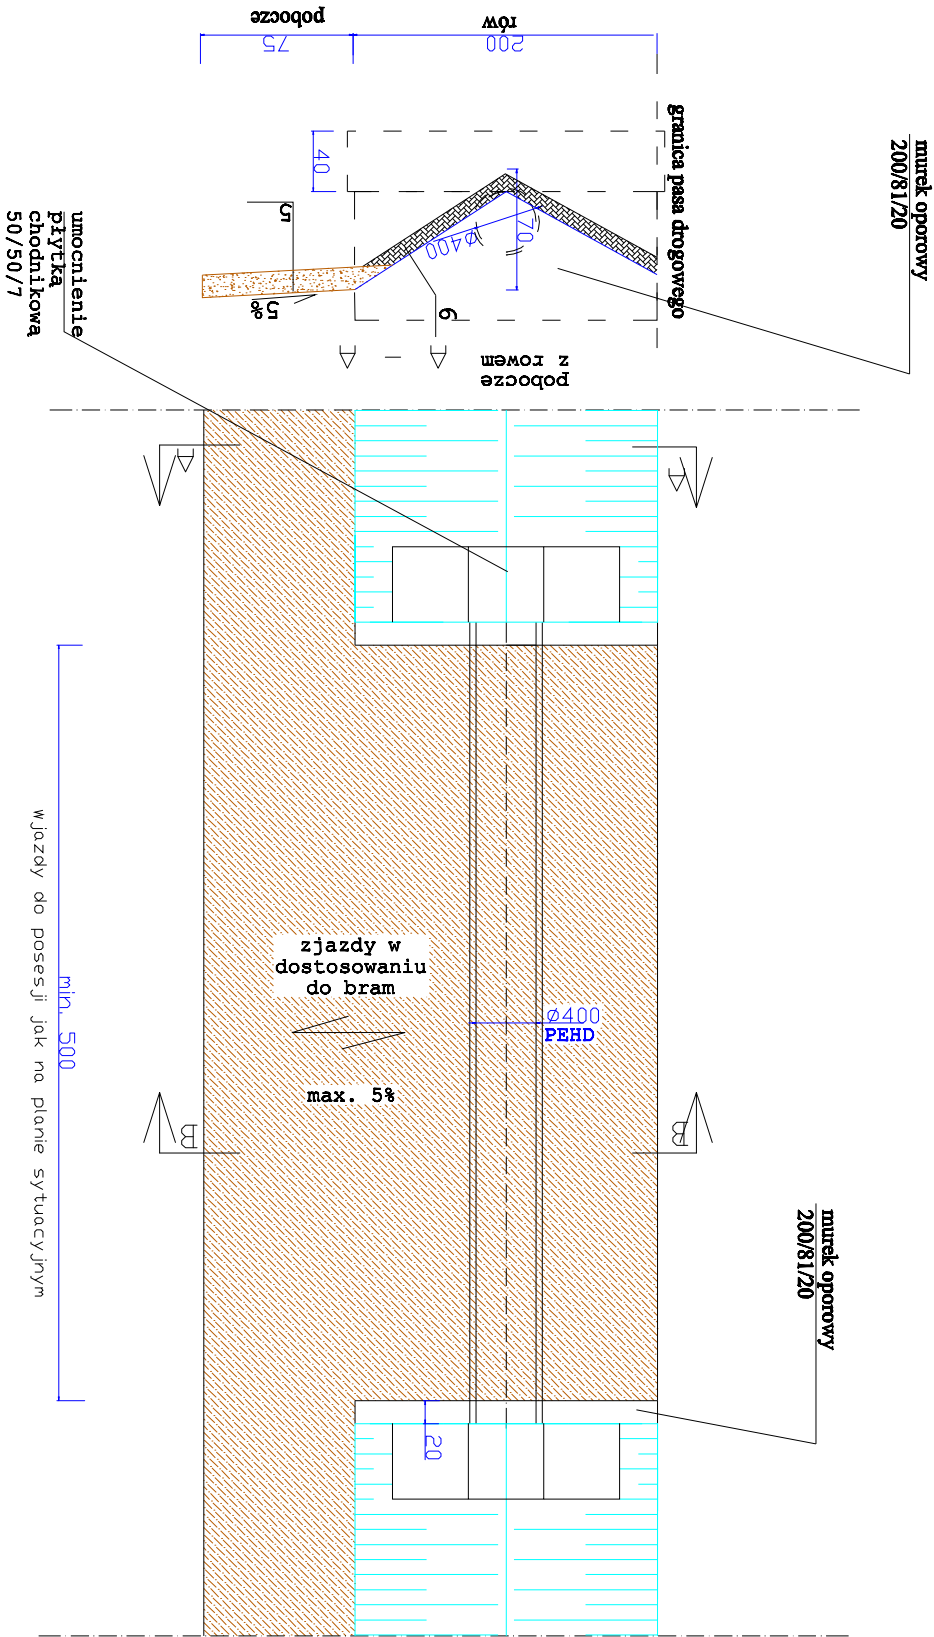 pobocze
75
rów
200
granica pasa drogowego
murek oporowy
200/81/20
40
70
ø400
5
5%
6
umocnienie
płytką
chodnikową
50/50/7
A - A
pobocze
z rowem
A
A
zjazdy w
dostosowaniu
do bram
max. 5%
ø400
PEHD
min. 500
wjazdy do posesji jak na planie sytuacyjnym
B
B
murek oporowy
200/81/20
20